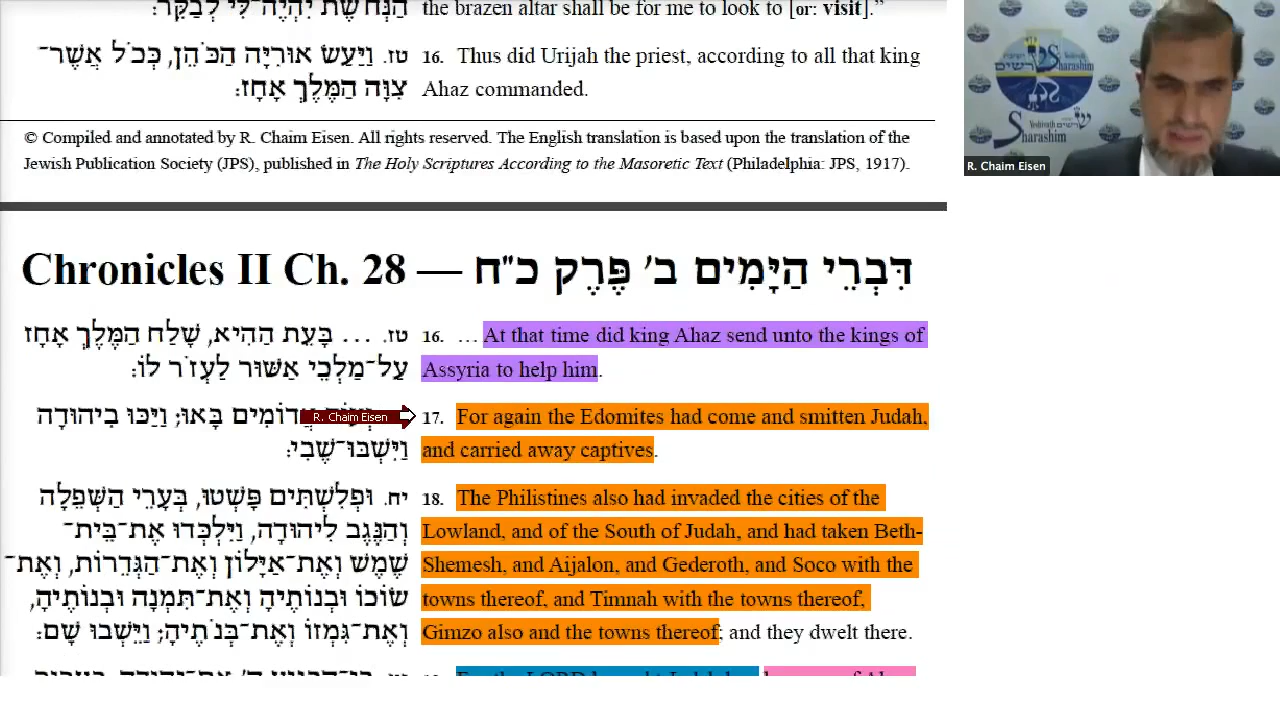 הַנְּחֹשֶׁת יִהְיֶה־לִּי לְבַקֵּר:
the brazen altar shall be for me to look to [or: visit].”
טז. וַיַּעַשׂ אוּרִיָּה הַכֹּהֵן, כְּכֹל אֲשֶׁר־
צִוָּה הַמֶּלֶךְ אָחָז:
16. Thus did Urijah the priest, according to all that king
Ahaz commanded.
© Compiled and annotated by R. Chaim Eisen. All rights reserved. The English translation is based upon the translation of the
Jewish Publication Society (JPS), published in The Holy Scriptures According to the Masoretic Text (Philadelphia: JPS, 1917).
Chronicles II Ch. 28 — דִּבְרֵי הַיָּמִים ב' פֶּרֶק כ"ח
טז. ... בָּעֵת הַהִיא, שָׁלַח הַמֶּלֶךְ אָחָז
עַל־מַלְכֵי אַשּׁוּר לַעְזֹר לוֹ:
16. … At that time did king Ahaz send unto the kings of
Assyria to help him.
אֲדוֹמִים בָּאוּ; וַיַּכּוּ בִיהוּדָה
וַיִּשְׁבּוּ־שֶׁבִי:
R. Chaim Eisen
17. For again the Edomites had come and smitten Judah,
and carried away captives.
יח. וּפְלִשְׁתִּים פָּשְׁטוּ, בְּעָרֵי הַשְּׁפֵלָה
וְהַנֶּגֶב לִיהוּדָה, וַיִּלְכְּדוּ אֶת־בֵּית־
שֶׁמֶשׁ וְאֶת־אַיָּלוֹן וְאֶת־הַגְּדֵרוֹת, וְאֶת־
שׂוֹכוֹ וּבְנוֹתֶיהָ וְאֶת־תִּמְנָה וּבְנוֹתֶיהָ,
וְאֶת־גִּמְזוֹ וְאֶת־בְּנֹתֶיהָ; וַיֵּשְׁבוּ שָׁם:
18. The Philistines also had invaded the cities of the
Lowland, and of the South of Judah, and had taken Beth-
Shemesh, and Aijalon, and Gederoth, and Soco with the
towns thereof, and Timnah with the towns thereof,
Gimzo also and the towns thereof; and they dwelt there.
Sharashim
Yeshivath
Sharashim
R. Chaim Eisen